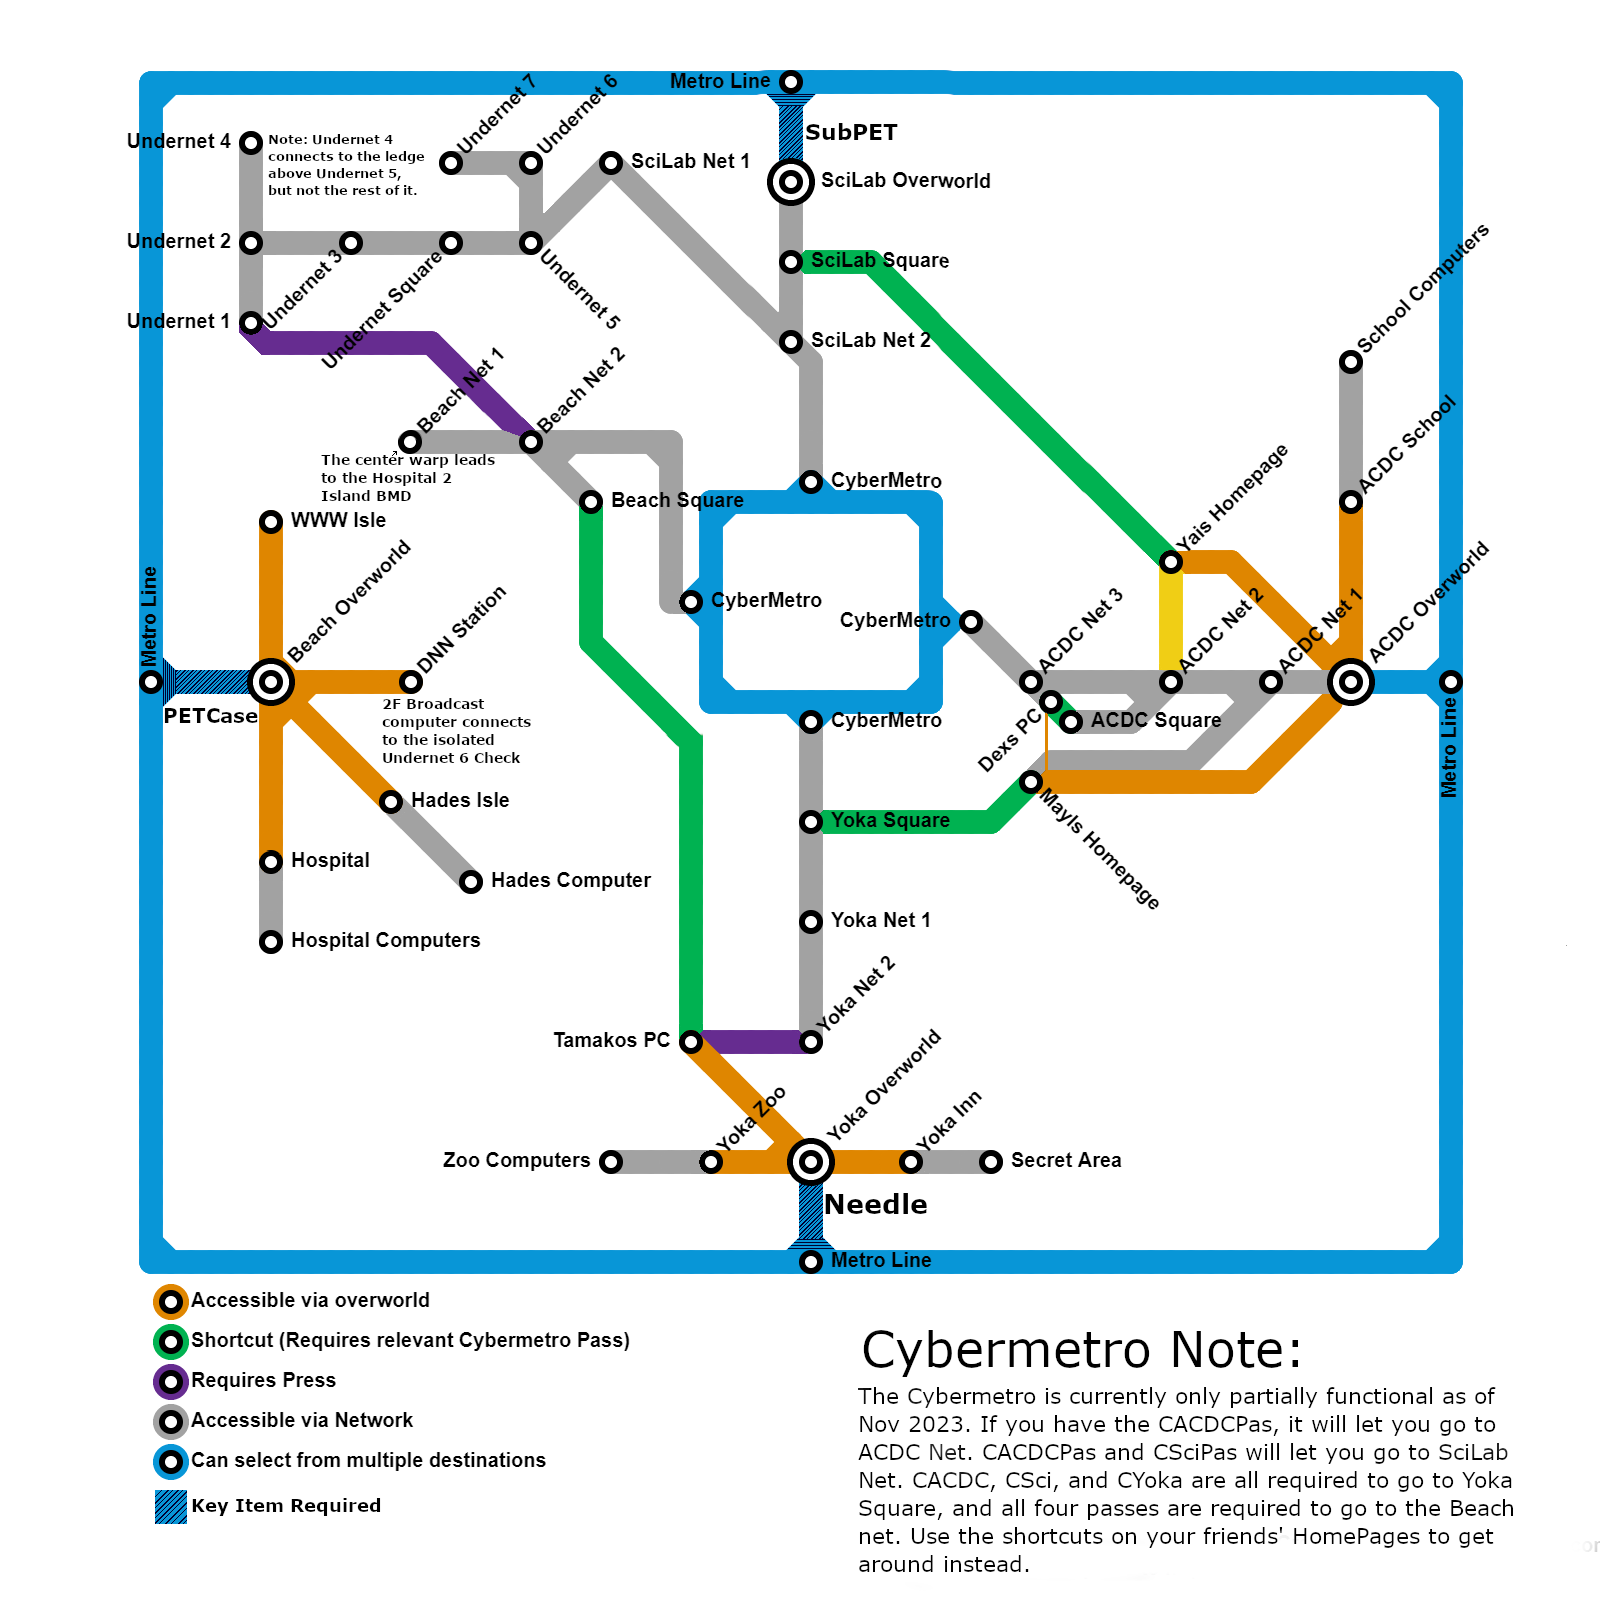 Metro Line
Undernet 7
Undernet 6
SubPET
Undernet 4
Note: Undernet 4
connects to the ledge
above Undernet 5,
but not the rest of it.
SciLab Net 1
SciLab Overworld
Undernet 2
Undernet 3
Undernet Square
Undernet 5
SciLab Square
School Computers
Undernet 1
SciLab Net 2
Beach Net 1
Beach Net 2
The center warp leads
to the Hospital 2
Island BMD
ACDC School
CyberMetro
Beach Square
Yais Homepage
WWW Isle
Beach Overworld
Metro Line
DNN Station
CyberMetro
CyberMetro
ACDC Net 3
ACDC Net 2
ACDC Net 1
ACDC Overworld
PETCase
2F Broadcast
computer connects
to the isolated
Undernet 6 Check
CyberMetro
Dexs PC
ACDC Square
Metro Line
Hades Isle
Yoka Square
Mayls Homepage
Hospital
Hades Computer
Yoka Net 1
Hospital Computers
Yoka Net 2
Tamakos PC
Yoka Zoo
Yoka Overworld
Yoka Inn
Zoo Computers
Secret Area
Needle
Metro Line
Accessible via overworld
Shortcut (Requires relevant Cybermetro Pass)
Requires Press
Accessible via Network
Can select from multiple destinations
Key Item Required
Cybermetro Note:
The Cybermetro is currently only partially functional as of
Nov 2023. If you have the CACDCPas, it will let you go to
ACDC Net. CACDCPas and CSciPas will let you go to SciLab
Net. CACDC, CSci, and CYoka are all required to go to Yoka
Square, and all four passes are required to go to the Beach
net. Use the shortcuts on your friends' HomePages to get
around instead.